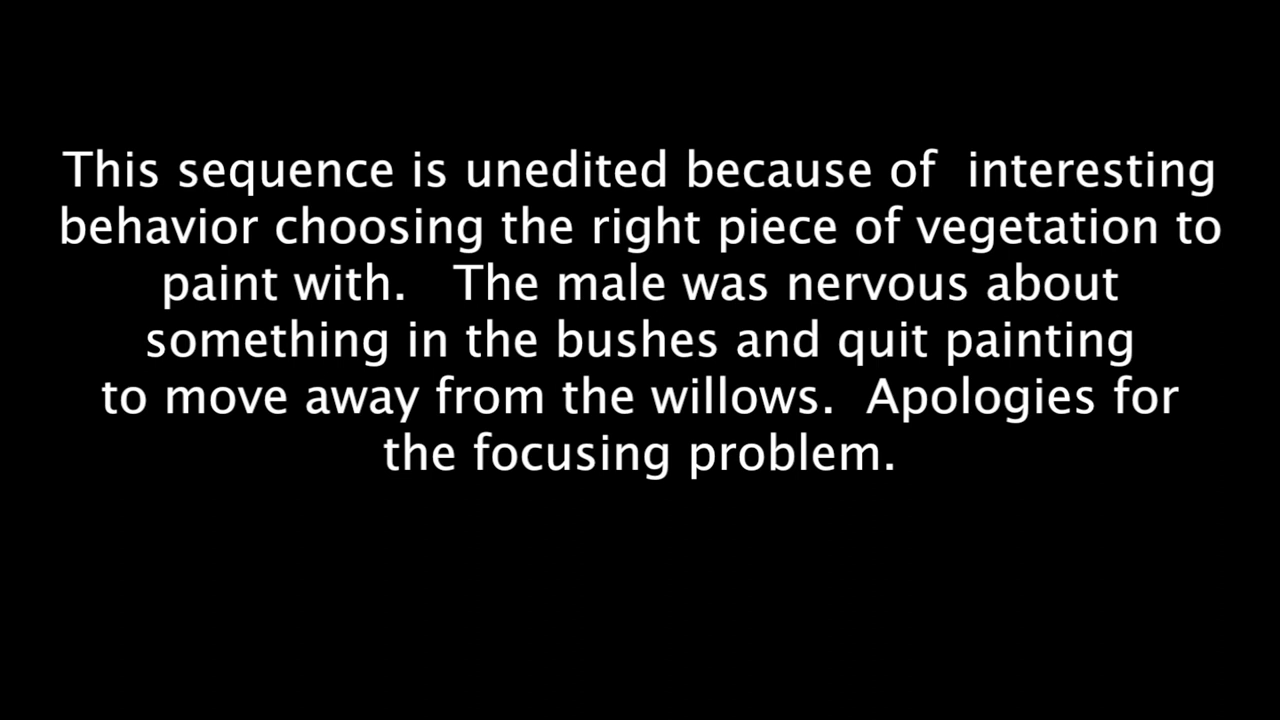 This sequence is unedited because of  interesting
behavior choosing the right piece of vegetation to
paint with.   The male was nervous about
something in the bushes and quit painting
to move away from the willows.  Apologies for
the focusing problem.